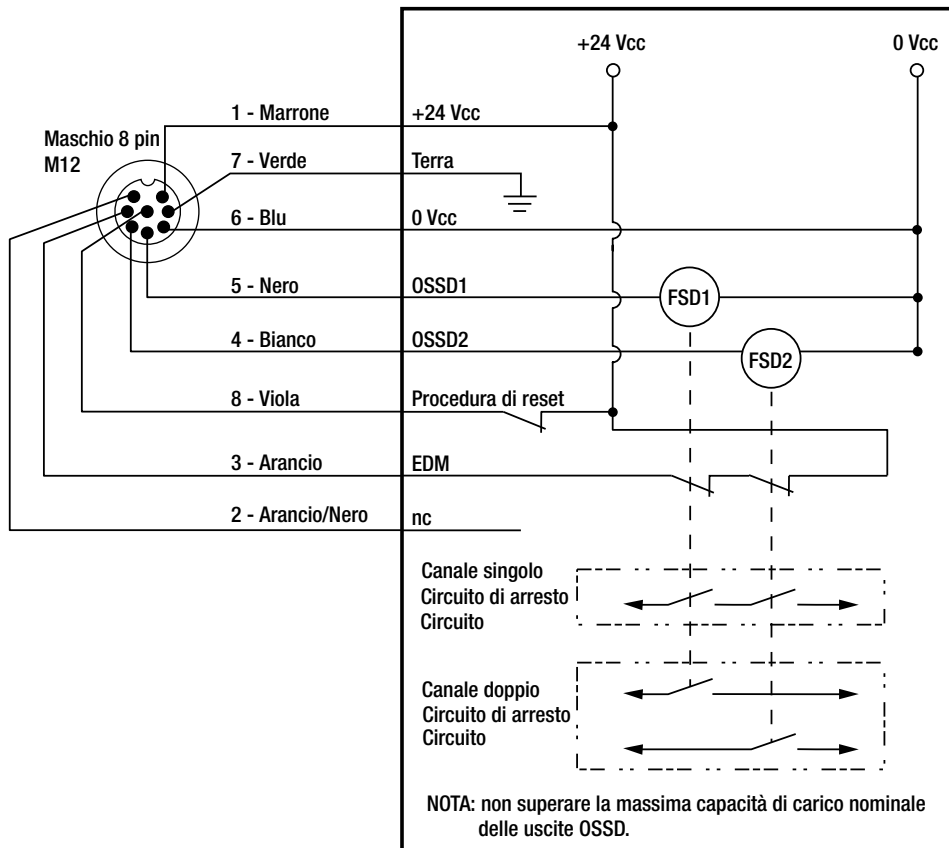 +24 Vcc
0 Vcc
Maschio 8 pin
M12
1 - Marrone
+24 Vcc
7 - Verde
Terra
6 - Blu
0 Vcc
5 - Nero
OSSD1
FSD1
4 - Bianco
OSSD2
FSD2
8 - Viola
Procedura di reset
3 - Arancio
EDM
2 - Arancio/Nero
nc
Canale singolo
Circuito di arresto
Circuito
Canale doppio
Circuito di arresto
Circuito
NOTA: non superare la massima capacità di carico nominale
delle uscite OSSD.